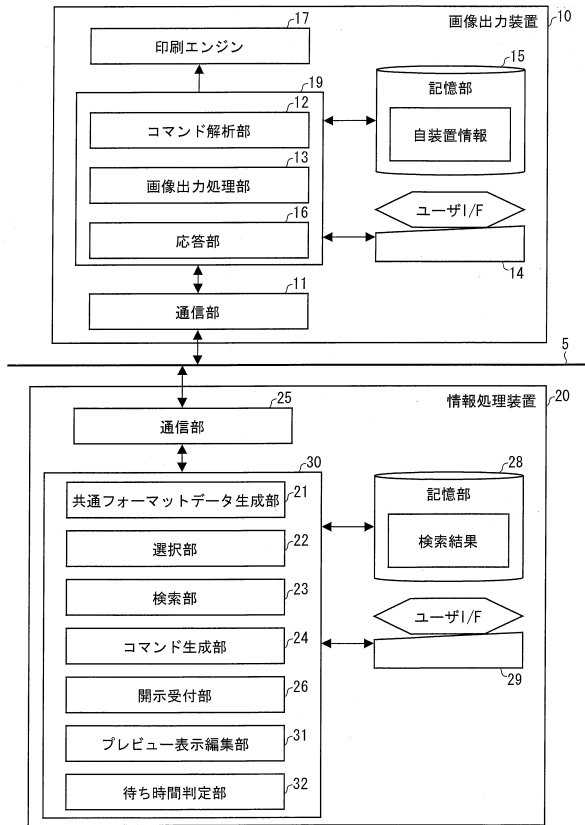 画像出力装置 10
17
印刷エンジン
19
12
コマンド解析部
13
画像出力処理部
16
応答部
15
記憶部
自装置情報
ユーザI/F
14
11
通信部
5
情報処理装置 20
25
通信部
30
共通フォーマットデータ生成部 21
選択部 22
検索部 23
コマンド生成部 24
開示受付部 26
プレビュー表示編集部 31
待ち時間判定部 32
28
記憶部
検索結果
ユーザI/F
29